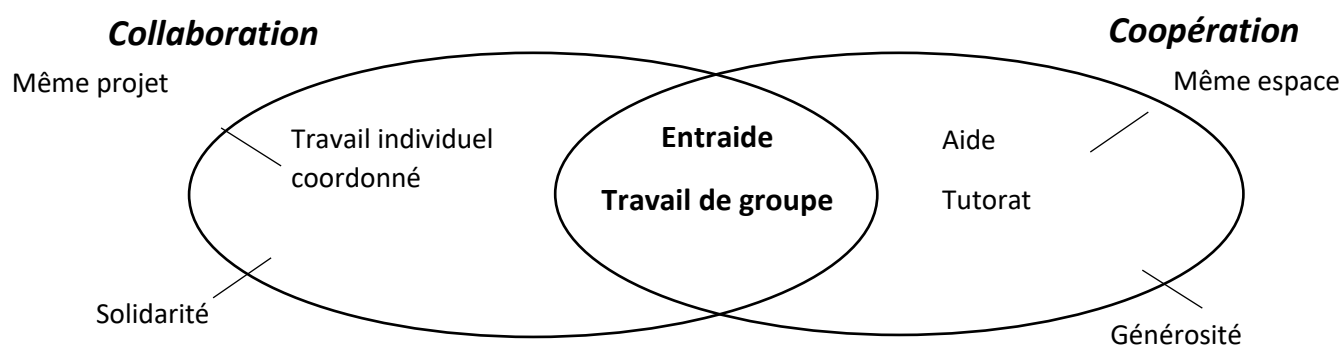 Collaboration
Coopération
Même projet
Même espace
Travail individuel
coordonné
Entraide
Travail de groupe
Aide
Tutorat
Solidarité
Générosité